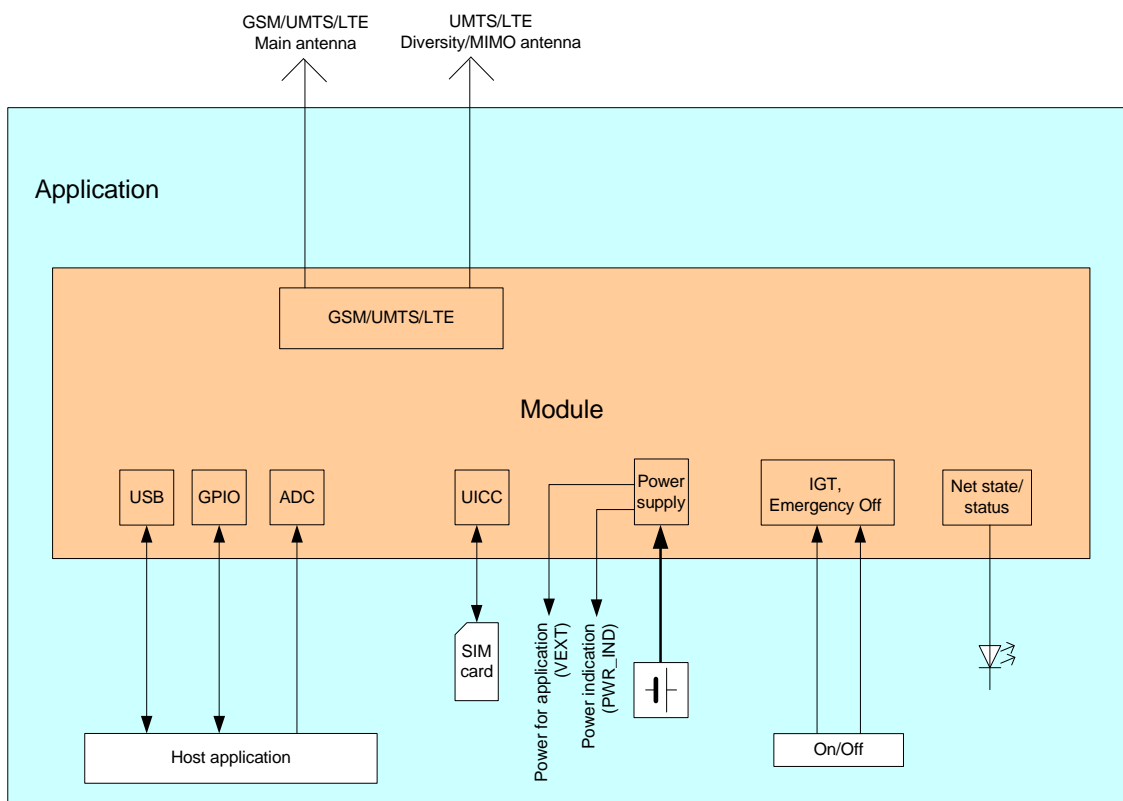 GSM/UMTS/LTE
Main antenna
UMTS/LTE
Diversity/MIMO antenna
Application
GSM/UMTS/LTE
Module
USB
GPIO
ADC
UICC
Power
supply
IGT,
Emergency Off
Net state/
status
SIM
card
Power for application
(VEXT)
Power indication
(PWR_IND)
Host application
On/Off